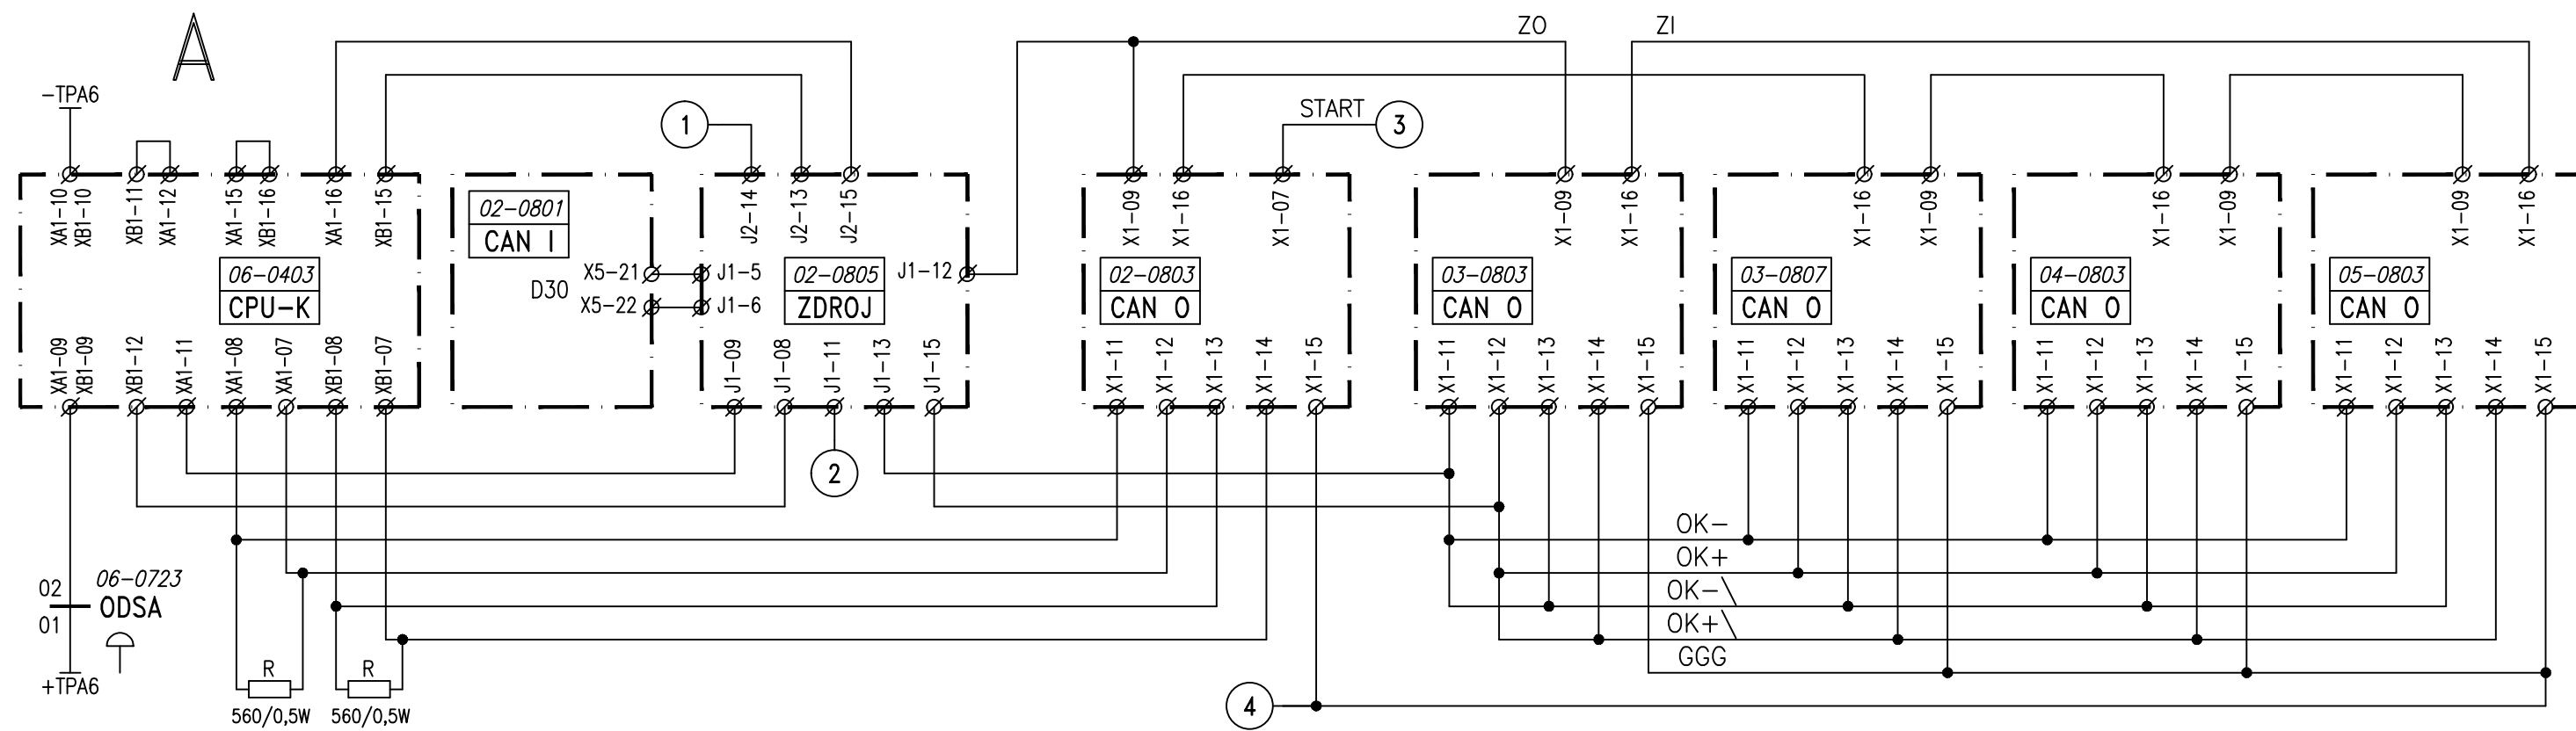 A
ZO
ZI
-TPA6
1
START
3
XA1-10
XB1-10
XB1-11
XA1-12
XA1-15
XB1-16
XA1-16
XB1-15
02-0801
CAN I
J2-14
J2-13
J2-15
X1-09
X1-16
X1-07
X1-09
X1-16
X1-16
X1-09
X1-16
X1-09
X1-09
X1-16
06-0403
CPU-K
D30
X5-21
X5-22
J1-5
J1-6
02-0805
ZDROJ
J1-12
02-0803
CAN O
03-0803
CAN O
03-0807
CAN O
04-0803
CAN O
05-0803
CAN O
XA1-09
XB1-09
XB1-12
XA1-11
XA1-08
XA1-07
XB1-08
XB1-07
J1-09
J1-08
J1-11
J1-13
J1-15
X1-11
X1-12
X1-13
X1-14
X1-15
X1-11
X1-12
X1-13
X1-14
X1-15
X1-11
X1-12
X1-13
X1-14
X1-15
X1-11
X1-12
X1-13
X1-14
X1-15
X1-11
X1-12
X1-13
X1-14
X1-15
2
OK-
OK+
OK-\
OK+\
GGG
02
01
06-0723
ODSA
+TPA6
R
560/0,5W
R
560/0,5W
4